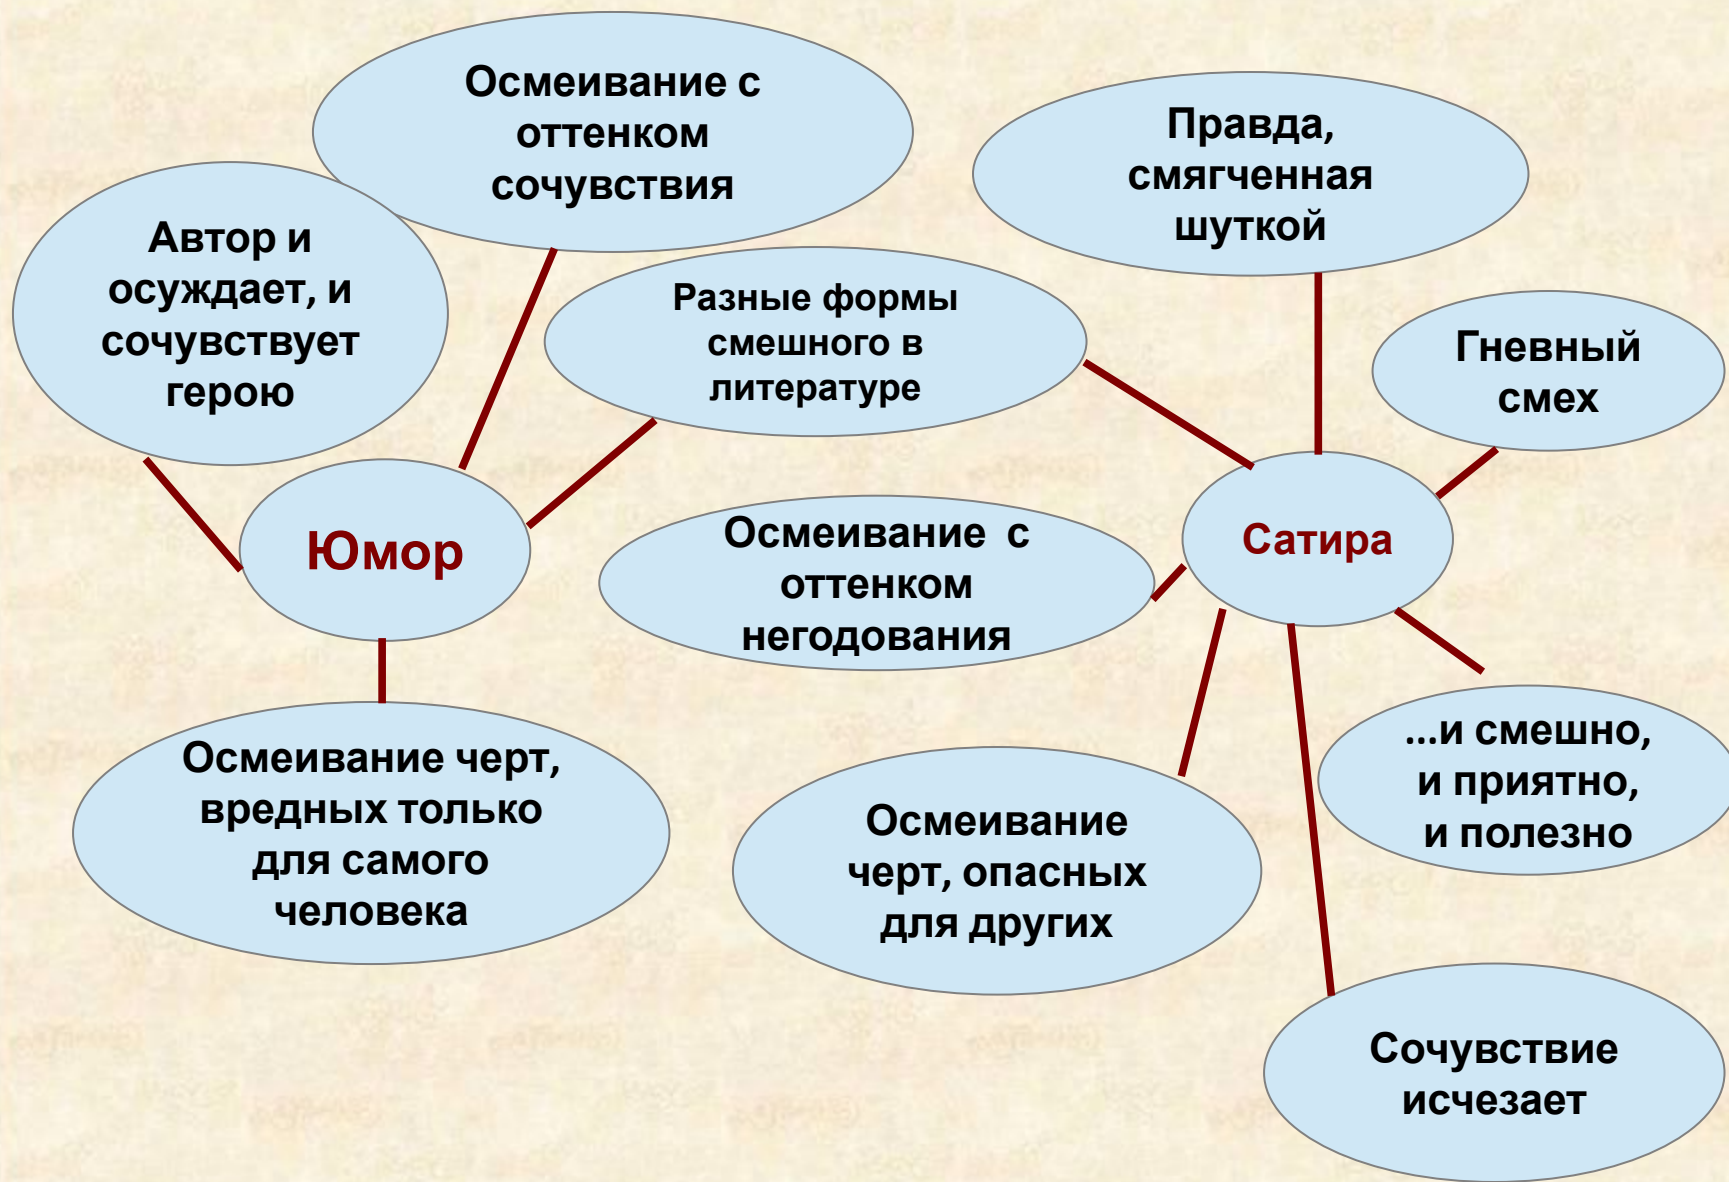 Осмеивание с
оттенком
сочувствия
Правда,
смягченная
шуткой
Автор и
осуждает, и
сочувствует
герою
Разные формы
смешного в
литературе
Гневный
смех
Юмор
Осмеивание с
оттенком
негодования
Сатира
Осмеивание черт,
вредных только
для самого
человека
Осмеивание
черт, опасных
для других
...и смешно,
и приятно,
и полезно
Сочувствие
исчезает